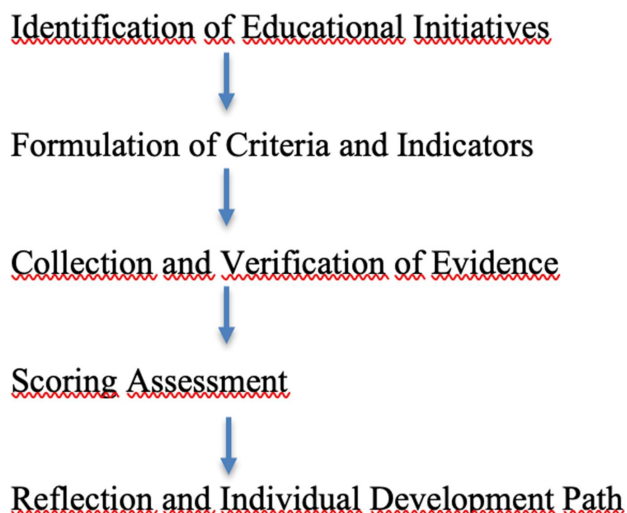 Identification of Educational Initiatives
Formulation of Criteria and Indicators
Collection and Verification of Evidence
Scoring Assessment
Reflection and Individual Development Path